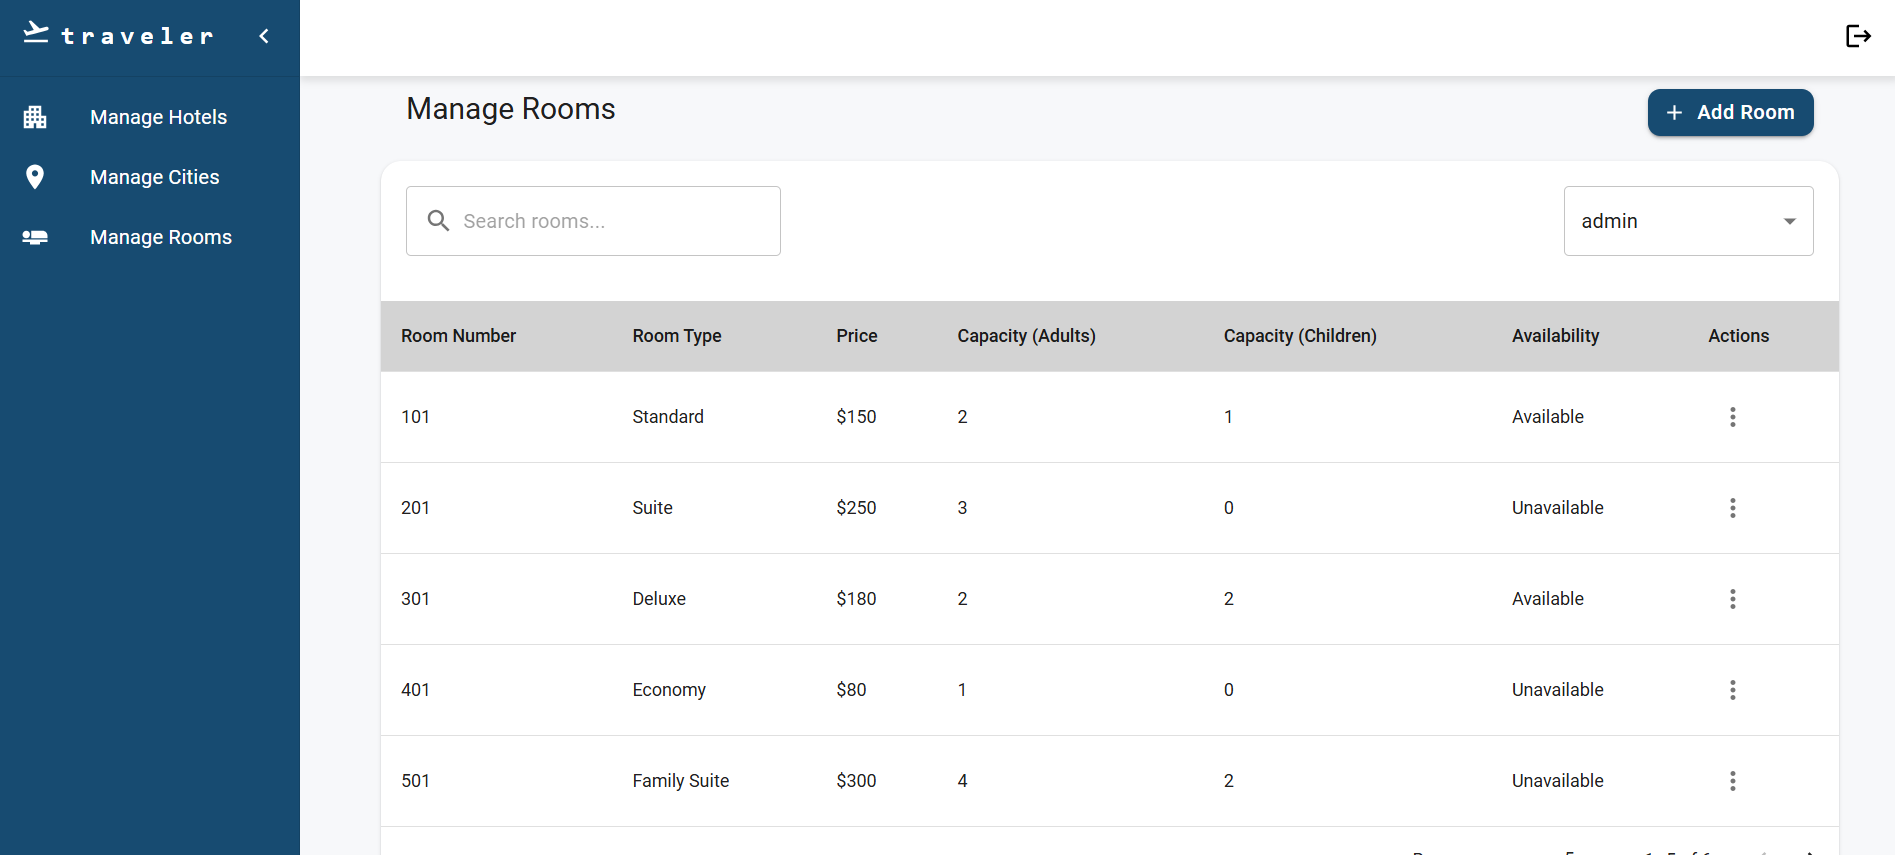 traveler
Manage Hotels
Manage Cities
Manage Rooms
Manage Rooms
+ Add Room
Search rooms...
admin
Room Number Room Type Price Capacity (Adults) Capacity (Children) Availability Actions
101 Standard $150 2 1 Available
201 Suite $250 3 0 Unavailable
301 Deluxe $180 2 2 Available
401 Economy $80 1 0 Unavailable
501 Family Suite $300 4 2 Unavailable